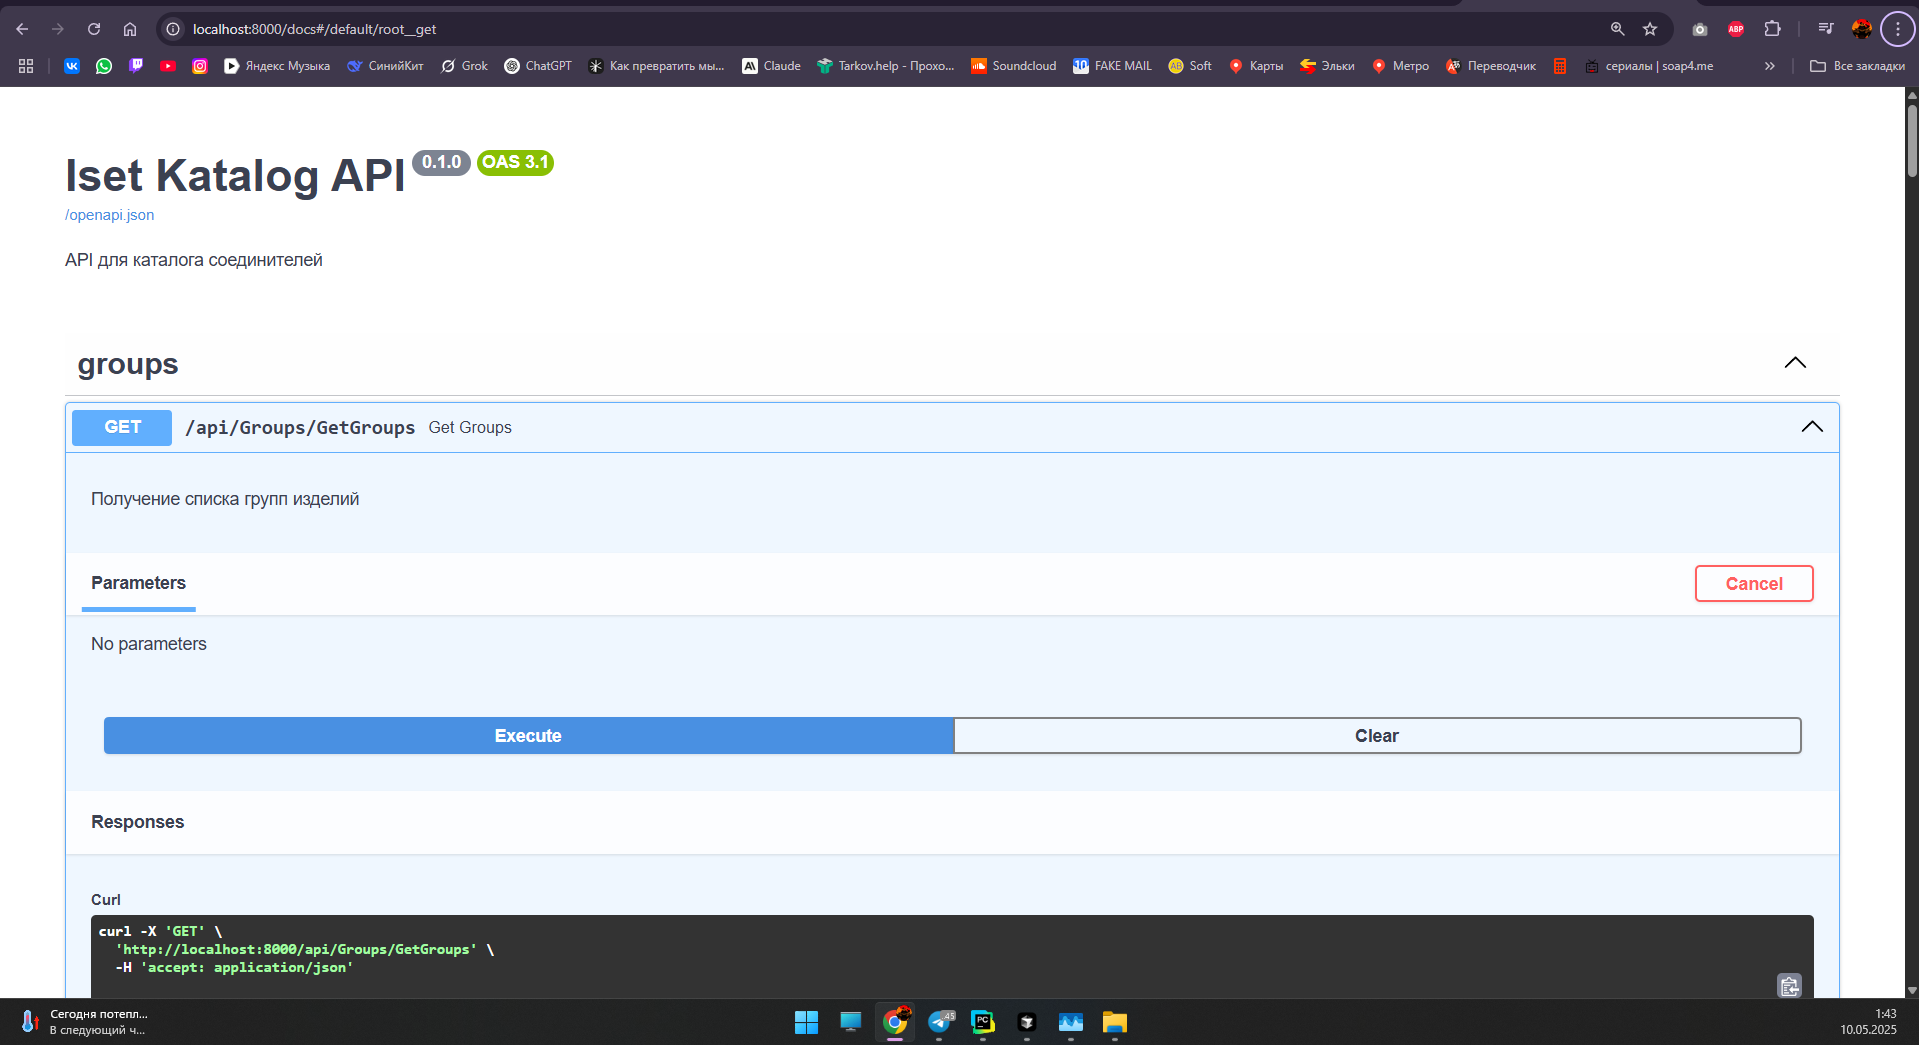 localhost:8000/docs#/default/root__get
ABP
Яндекс Музыка
СинийКит
Grok
ChatGPT
Как превратить мы...
Claude
Tarkov.help - Прохо...
Soundcloud
FAKE MAIL
Soft
Карты
Эльки
Метро
Переводчик
сериалы | soap4.me
Все закладки
Iset Katalog API 0.1.0 OAS 3.1
/openapi.json
API для каталога соединителей
groups
GET /api/Groups/GetGroups Get Groups
Получение списка групп изделий
Parameters
Cancel
No parameters
Execute
Clear
Responses
Curl
curl -X 'GET' \
'http://localhost:8000/api/Groups/GetGroups' \
-H 'accept: application/json'
Сегодня потепл...
В следующий ч...
45
PC
1:43
10.05.2025